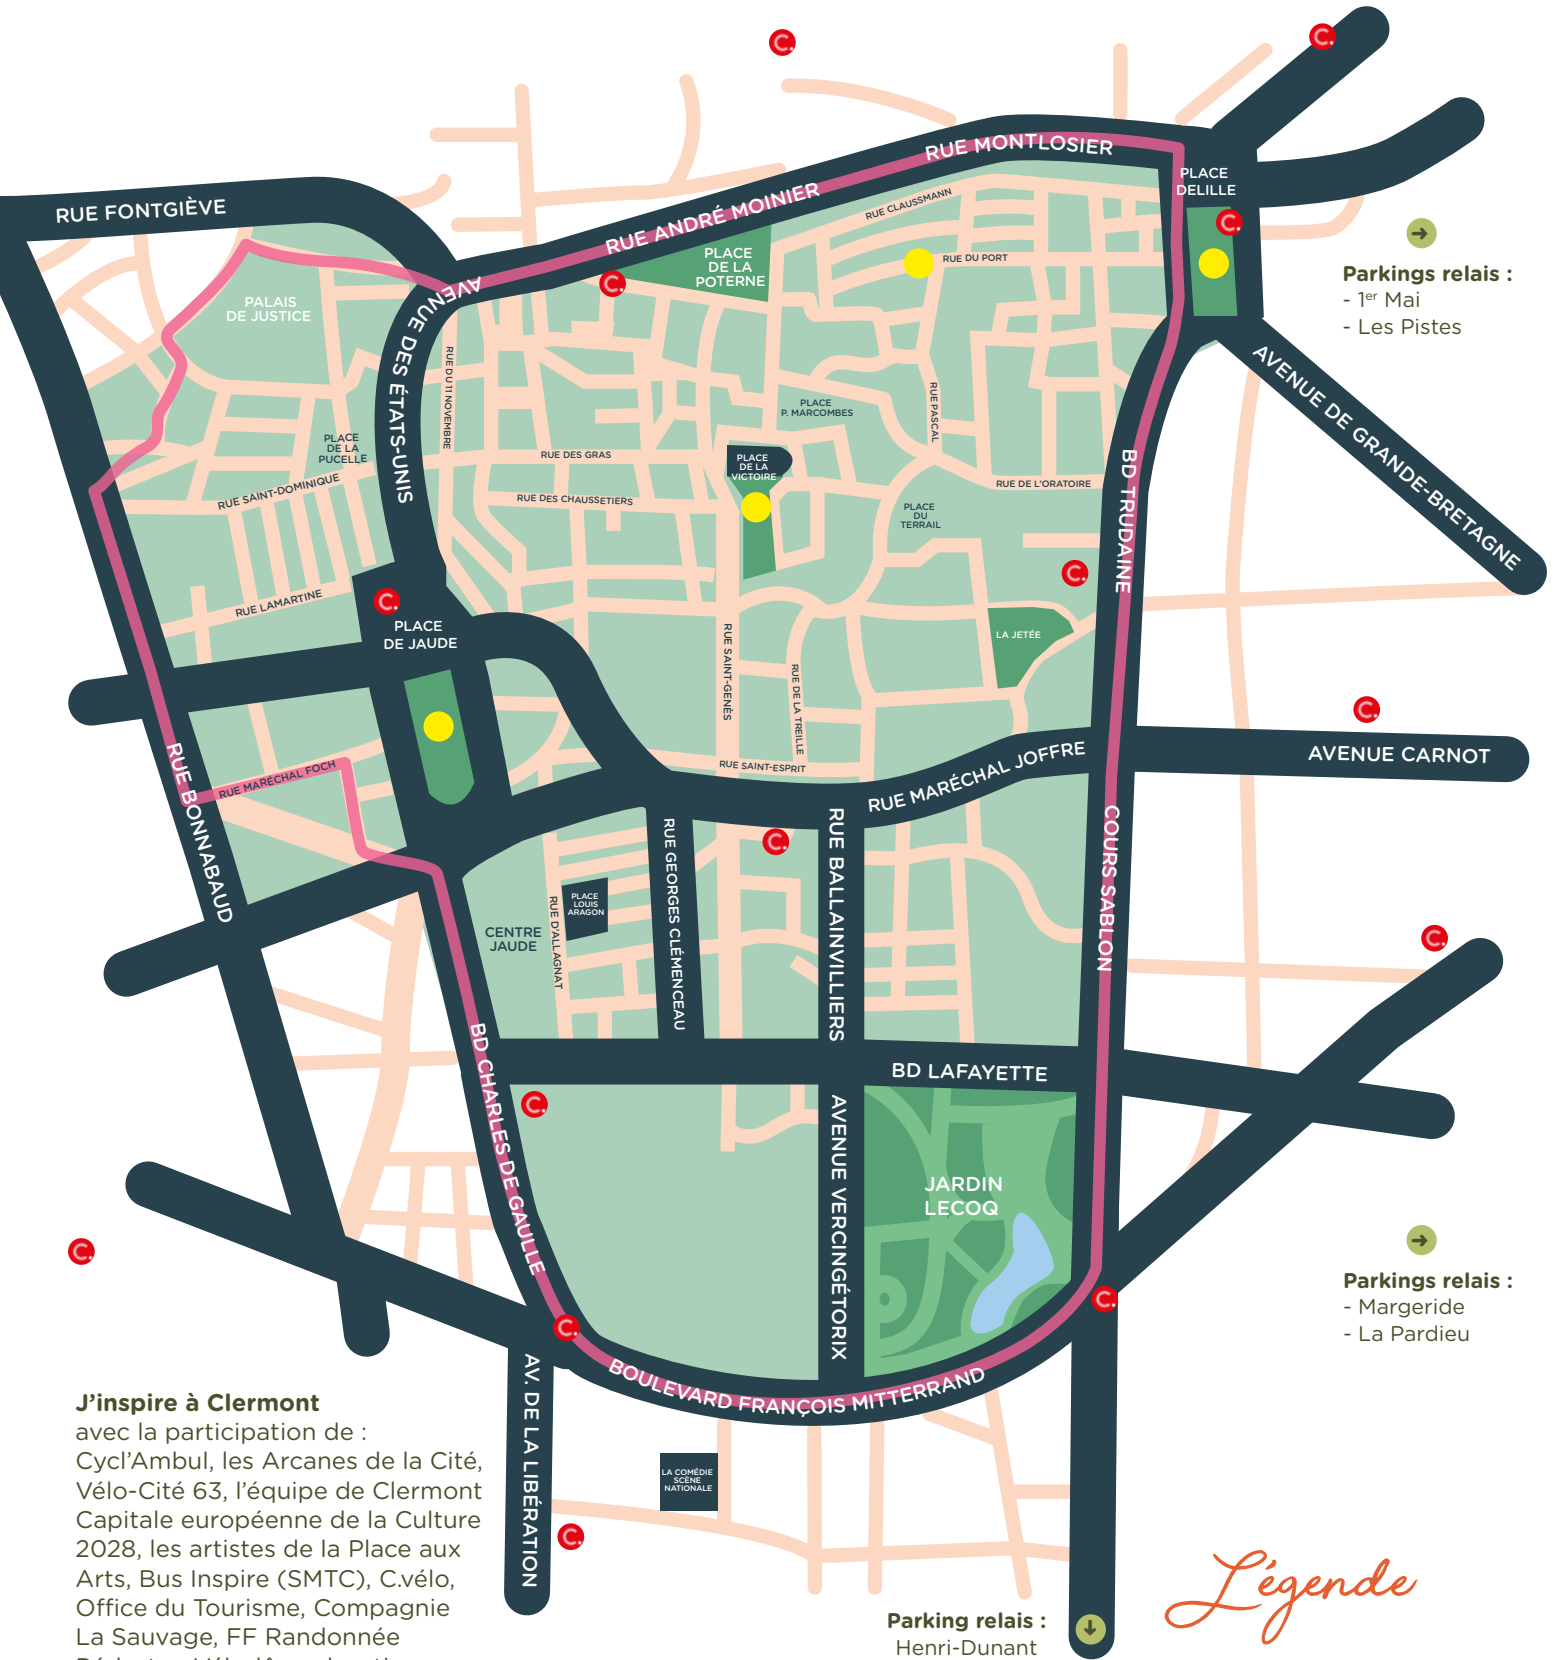 RUE MONTLOSIER
PLACE
DELILLE
RUE FONTGIÈVE
RUE ANDRÉ MOINIER
RUE CLAUSSMANN
PLACE
DE LA
POTERNE
RUE DU PORT
AVENUE DES ÉTATS-UNIS
PALAIS
DE JUSTICE
Parkings relais :
- 1er Mai
- Les Pistes
RUE DU 11 NOVEMBRE
AVENUE DE GRANDE-BRETAGNE
PLACE
P. MARCOMBES
RUE PASCAL
PLACE
DE LA
PUCELLE
RUE DES GRAS
PLACE
DE LA
VICTOIRE
RUE SAINT-DOMINIQUE
RUE DES CHAUSSETIERS
RUE DE L'ORATOIRE
BD TRUDAINE
PLACE
DU
TERRAIL
RUE LAMARTINE
PLACE
DE JAUDE
LA JETÉE
RUE SAINT-GENÈS
RUE DE LA TREILLE
RUE BONNABAUD
RUE MARÉCHAL FOCH
RUE SAINT-ESPRIT
RUE MARÉCHAL JOFFRE
AVENUE CARNOT
RUE GEORGES CLÉMENCEAU
RUE BALLAINVILLIERS
COURS SABLON
PLACE
LOUIS
ARAGON
RUE D'ALLAGNAT
CENTRE
JAUDE
BD CHARLES DE GAULLE
BD LAFAYETTE
AVENUE VERCINGÉTORIX
JARDIN
LECOQ
Parkings relais :
- Margeride
- La Pardieu
BOULEVARD FRANÇOIS MITTERRAND
AV. DE LA LIBÉRATION
LA COMÉDIE
SCÈNE
NATIONALE
J'inspire à Clermont
avec la participation de :
Cycl'Ambul, les Arcanes de la Cité,
Vélo-Cité 63, l'équipe de Clermont
Capitale européenne de la Culture
2028, les artistes de la Place aux
Arts, Bus Inspire (SMTC), C.vélo,
Office du Tourisme, Compagnie
La Sauvage, FF Randonnée
Parking relais :
Henri-Dunant
Légende
C.
C.
C.
C.
C.
C.
C.
C.
C.
C.
C.
C.
C.
C.